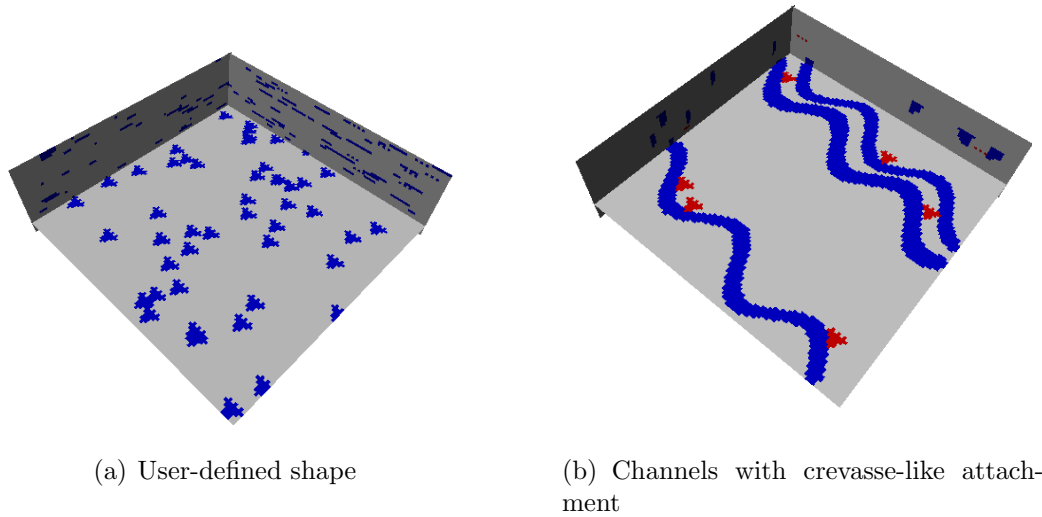 (a) User-defined shape
(b) Channels with crevasse-like attach-
ment